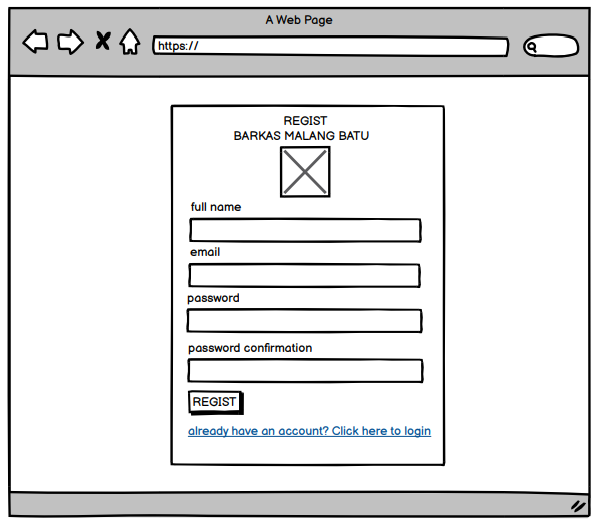 A Web Page
https://
REGIST
BARKAS MALANG BATU
full name
email
password
password confirmation
REGIST
already have an account? Click here to login